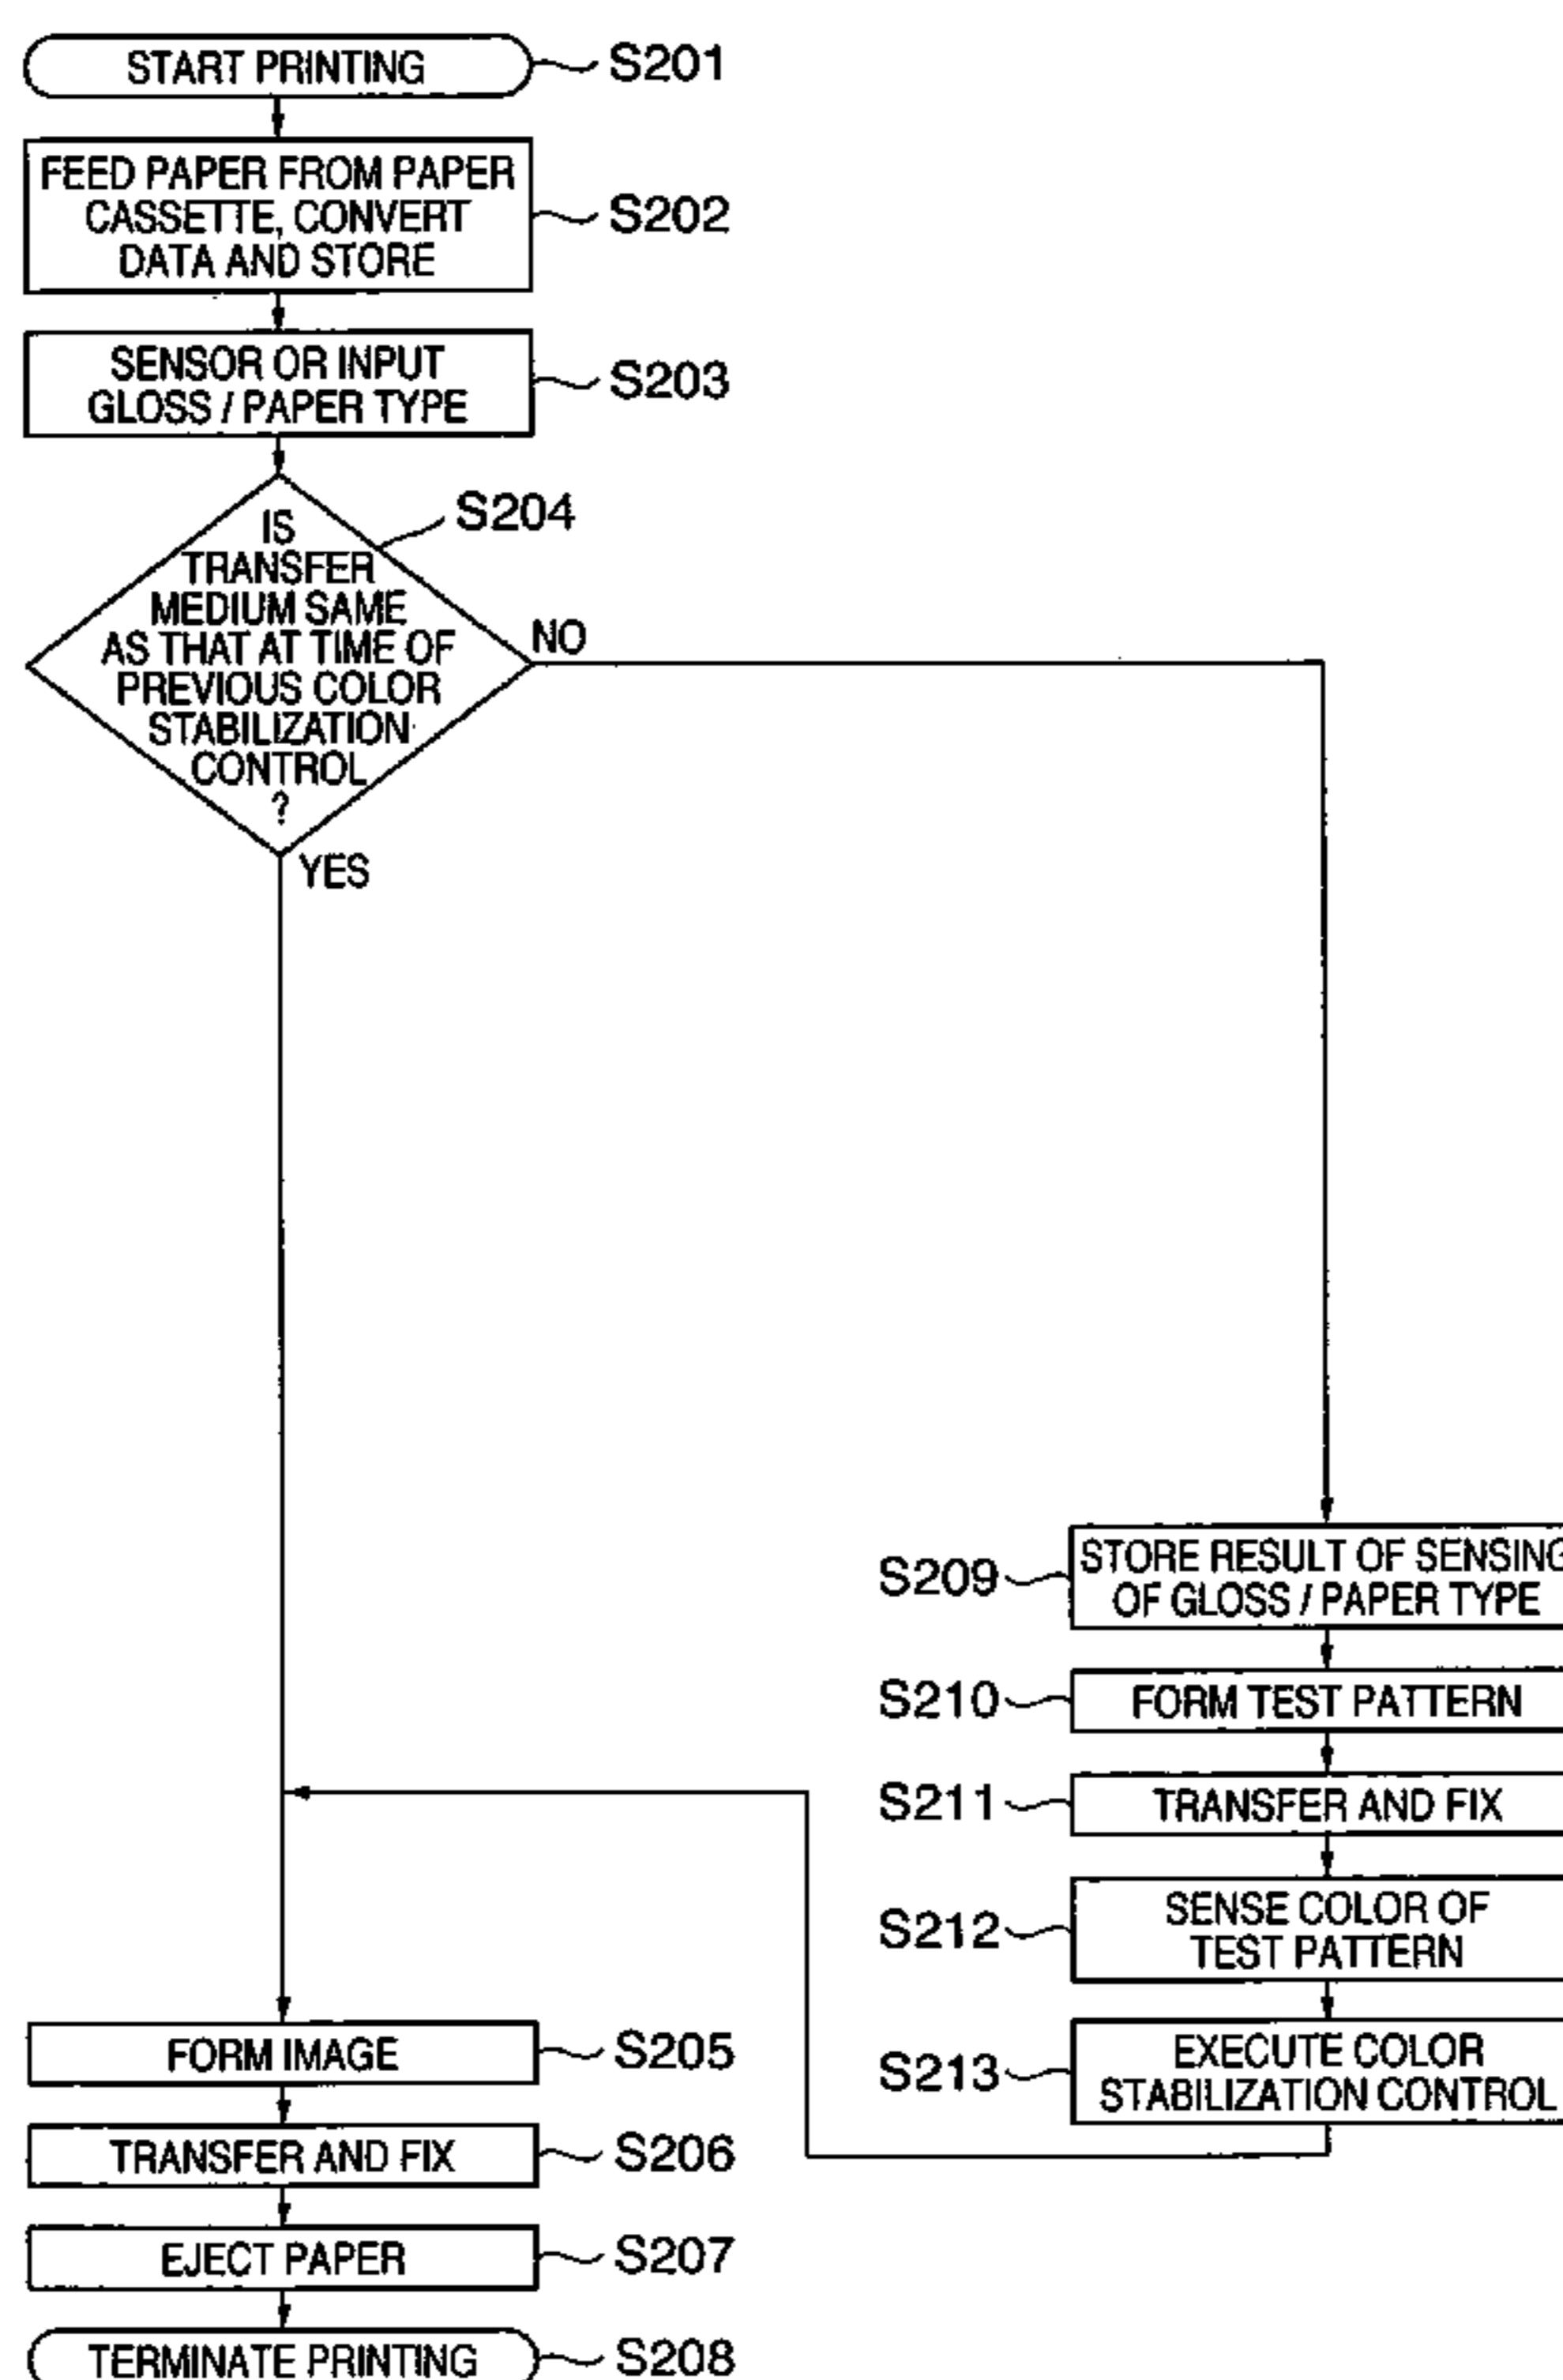 START PRINTING
S201
FEED PAPER FROM PAPER
CASSETTE, CONVERT
DATA AND STORE
S202
SENSOR OR INPUT
GLOSS / PAPER TYPE
S203
IS
TRANSFER
MEDIUM SAME
AS THAT AT TIME OF
PREVIOUS COLOR
STABILIZATION
CONTROL
?
S204
NO
YES
S209
STORE RESULT OF SENSING
OF GLOSS / PAPER TYPE
S210
FORM TEST PATTERN
S211
TRANSFER AND FIX
S212
SENSE COLOR OF
TEST PATTERN
S213
EXECUTE COLOR
STABILIZATION CONTROL
FORM IMAGE
S205
TRANSFER AND FIX
S206
EJECT PAPER
S207
TERMINATE PRINTING
S208